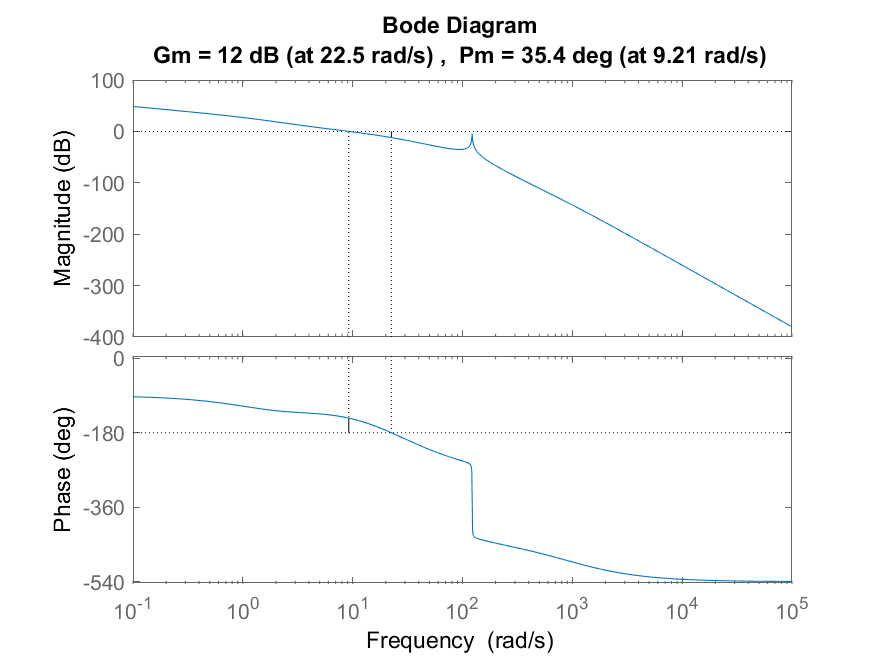 Bode Diagram
Gm = 12 dB (at 22.5 rad/s) ,  Pm = 35.4 deg (at 9.21 rad/s)
Magnitude (dB)
100
0
-100
-200
-300
-400
Phase (deg)
0
-180
-360
-540
10^-1 10^0 10^1 10^2 10^3 10^4 10^5
Frequency  (rad/s)